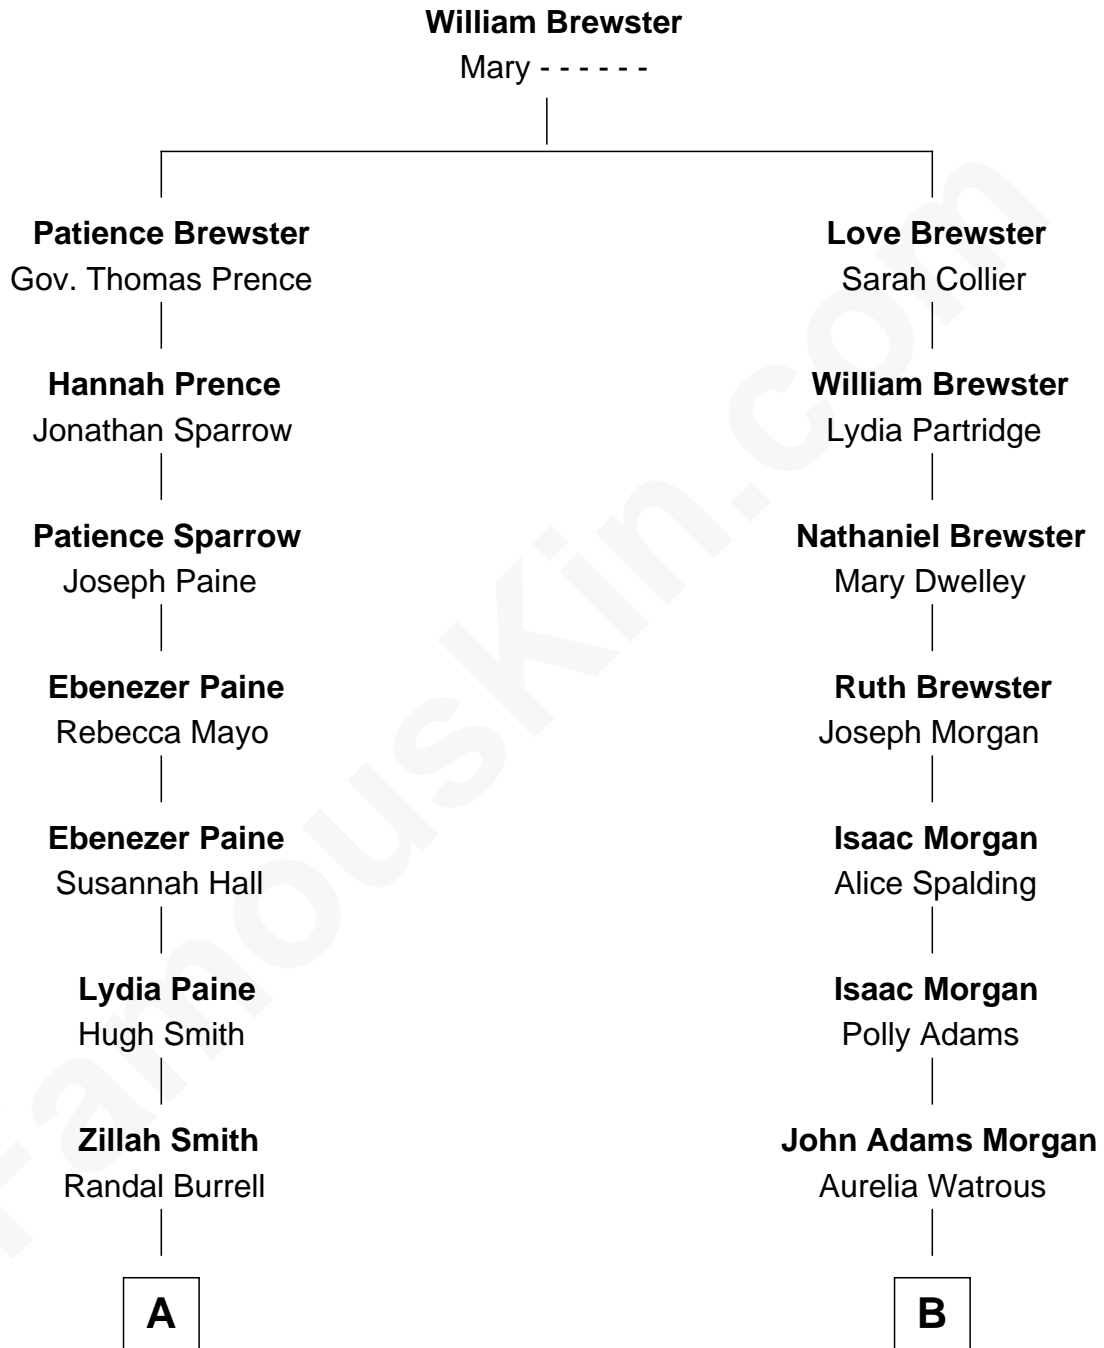 William Brewster
Mary - - - - - -
Patience Brewster
Gov. Thomas Prence
Love Brewster
Sarah Collier
Hannah Prence
Jonathan Sparrow
William Brewster
Lydia Partridge
Patience Sparrow
Joseph Paine
Nathaniel Brewster
Mary Dwelley
Ebenezer Paine
Rebecca Mayo
Ruth Brewster
Joseph Morgan
Ebenezer Paine
Susannah Hall
Isaac Morgan
Alice Spalding
Lydia Paine
Hugh Smith
Isaac Morgan
Polly Adams
Zillah Smith
Randal Burrell
John Adams Morgan
Aurelia Watrous
A
B
FamousKin.com